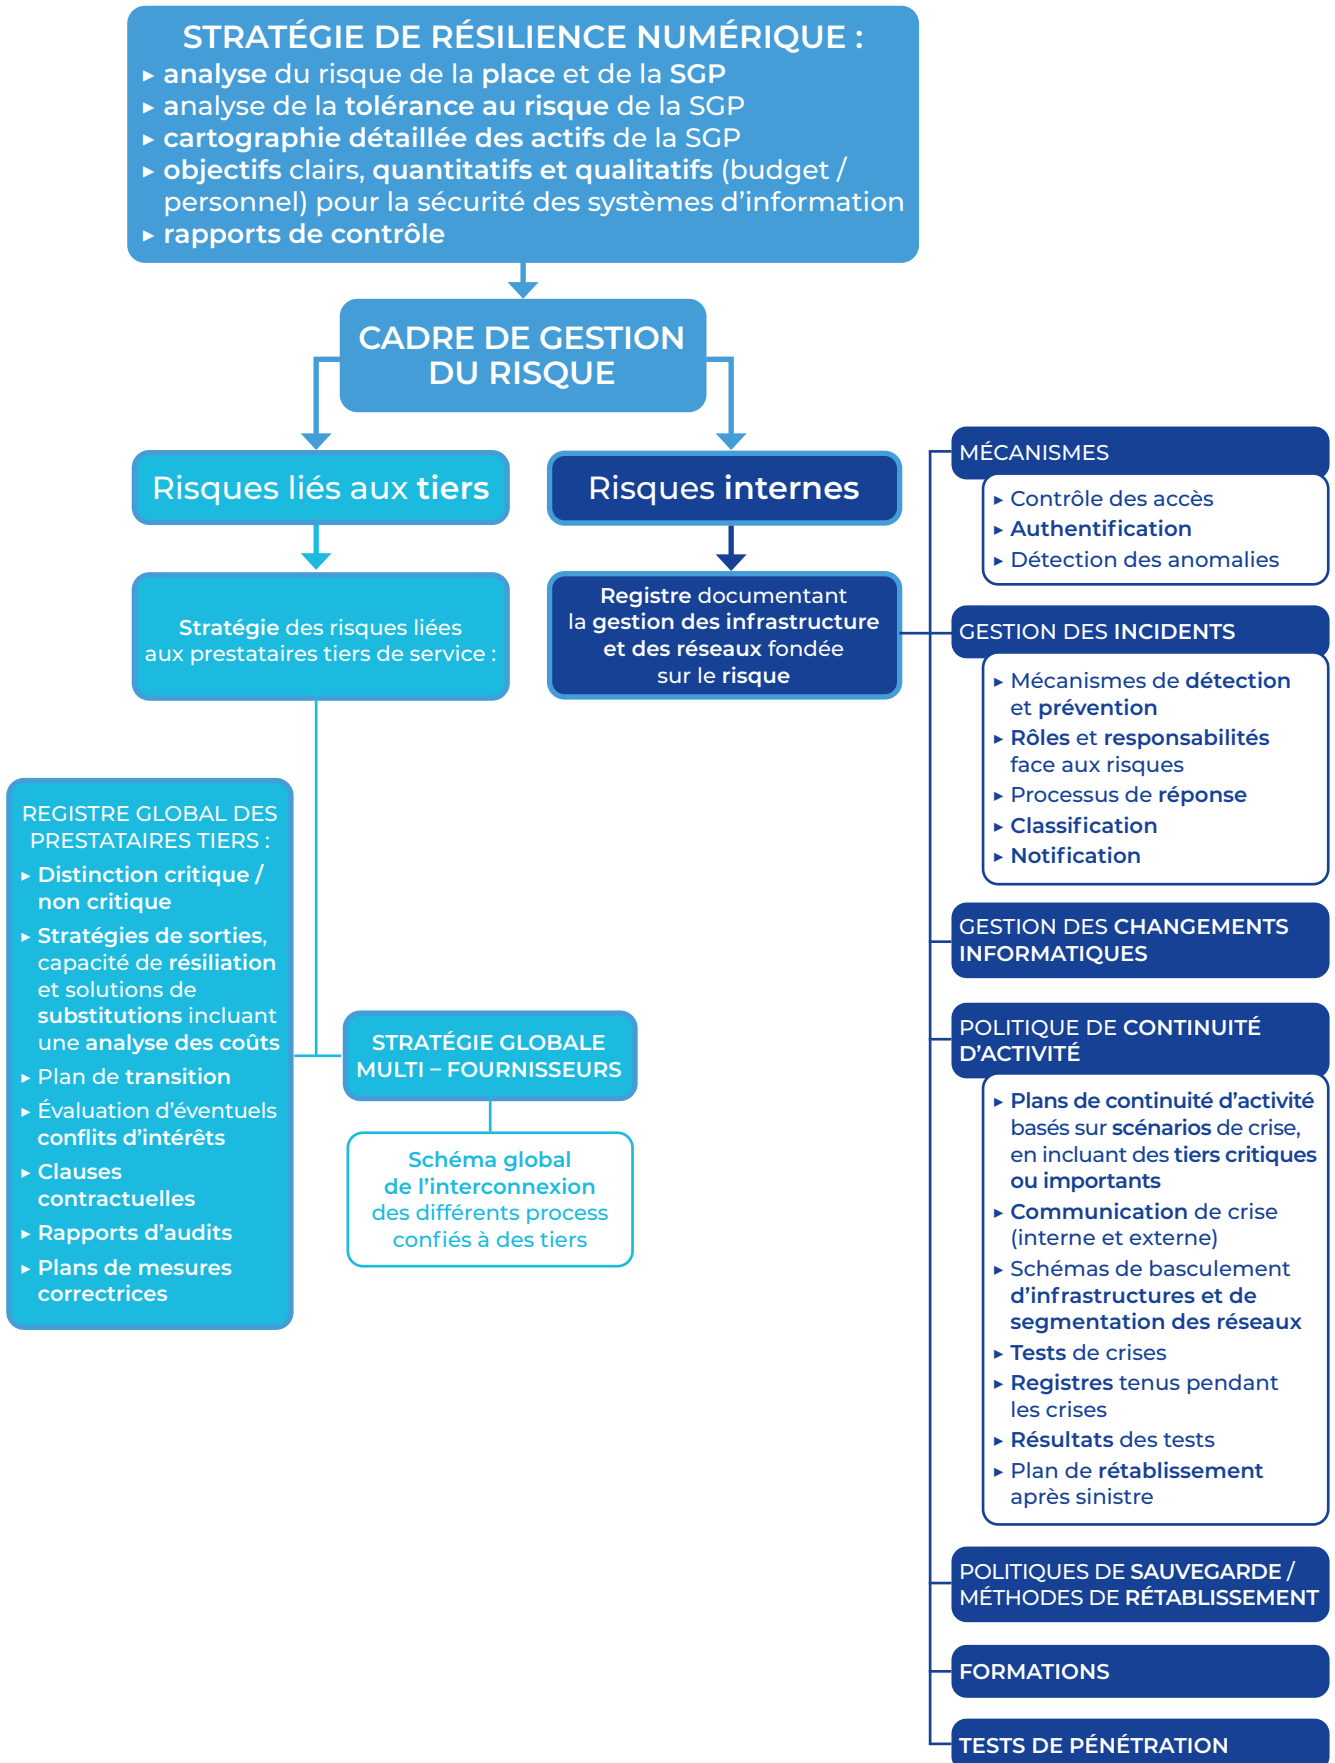 STRATÉGIE DE RÉSILIENCE NUMÉRIQUE :
▸ analyse du risque de la place et de la SGP
▸ analyse de la tolérance au risque de la SGP
▸ cartographie détaillée des actifs de la SGP
▸ objectifs clairs, quantitatifs et qualitatifs (budget /
personnel) pour la sécurité des systèmes d'information
▸ rapports de contrôle
CADRE DE GESTION
DU RISQUE
Risques liés aux tiers
Stratégie des risques liées
aux prestataires tiers de service :
REGISTRE GLOBAL DES
PRESTATAIRES TIERS :
▸ Distinction critique /
non critique
▸ Stratégies de sorties,
capacité de résiliation
et solutions de
substitutions incluant
une analyse des coûts
▸ Plan de transition
▸ Évaluation d'éventuels
conflits d'intérêts
▸ Clauses
contractuelles
▸ Rapports d'audits
▸ Plans de mesures
correctrices
STRATÉGIE GLOBALE
MULTI – FOURNISSEURS
Schéma global
de l'interconnexion
des différents process
confiés à des tiers
Risques internes
Registre documentant
la gestion des infrastructure
et des réseaux fondée
sur le risque
MÉCANISMES
▸ Contrôle des accès
▸ Authentification
▸ Détection des anomalies
GESTION DES INCIDENTS
▸ Mécanismes de détection
et prévention
▸ Rôles et responsabilités
face aux risques
▸ Processus de réponse
▸ Classification
▸ Notification
GESTION DES CHANGEMENTS
INFORMATIQUES
POLITIQUE DE CONTINUITÉ
D'ACTIVITÉ
▸ Plans de continuité d'activité
basés sur scénarios de crise,
en incluant des tiers critiques
ou importants
▸ Communication de crise
(interne et externe)
▸ Schémas de basculement
d'infrastructures et de
segmentation des réseaux
▸ Tests de crises
▸ Registres tenus pendant
les crises
▸ Résultats des tests
▸ Plan de rétablissement
après sinistre
POLITIQUES DE SAUVEGARDE /
MÉTHODES DE RÉTABLISSEMENT
FORMATIONS
TESTS DE PÉNÉTRATION